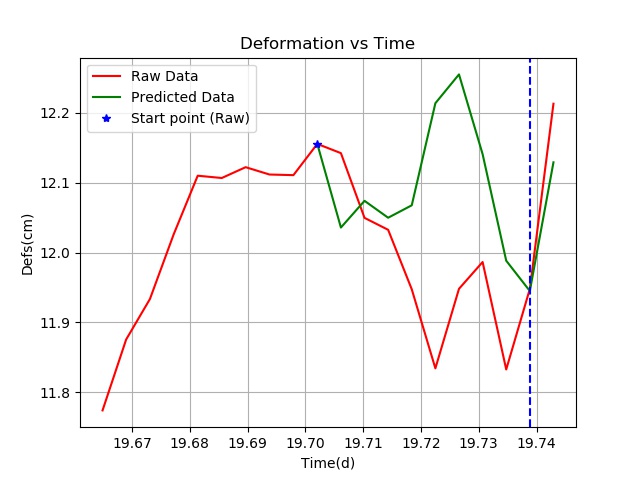 Deformation vs Time
Raw Data
Predicted Data
Start point (Raw)
Defs(cm)
12.2
12.1
12.0
11.9
11.8
19.67 19.68 19.69 19.70 19.71 19.72 19.73 19.74
Time(d)